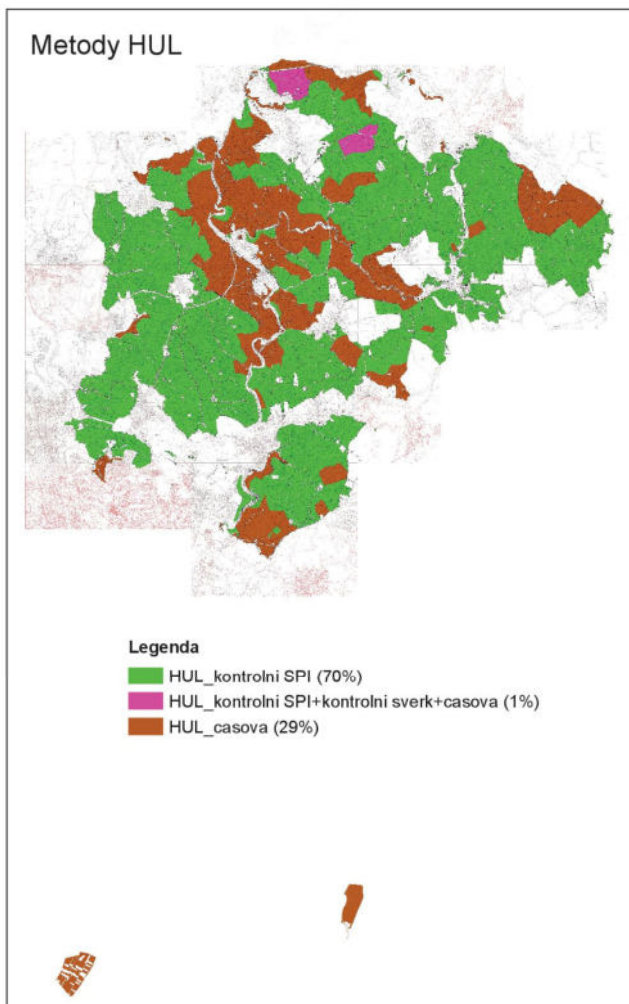 Metody HUL
Legenda
HUL_kontrolni SPI (70%)
HUL_kontrolni SPI+kontrolni sverk+casova (1%)
HUL_casova (29%)